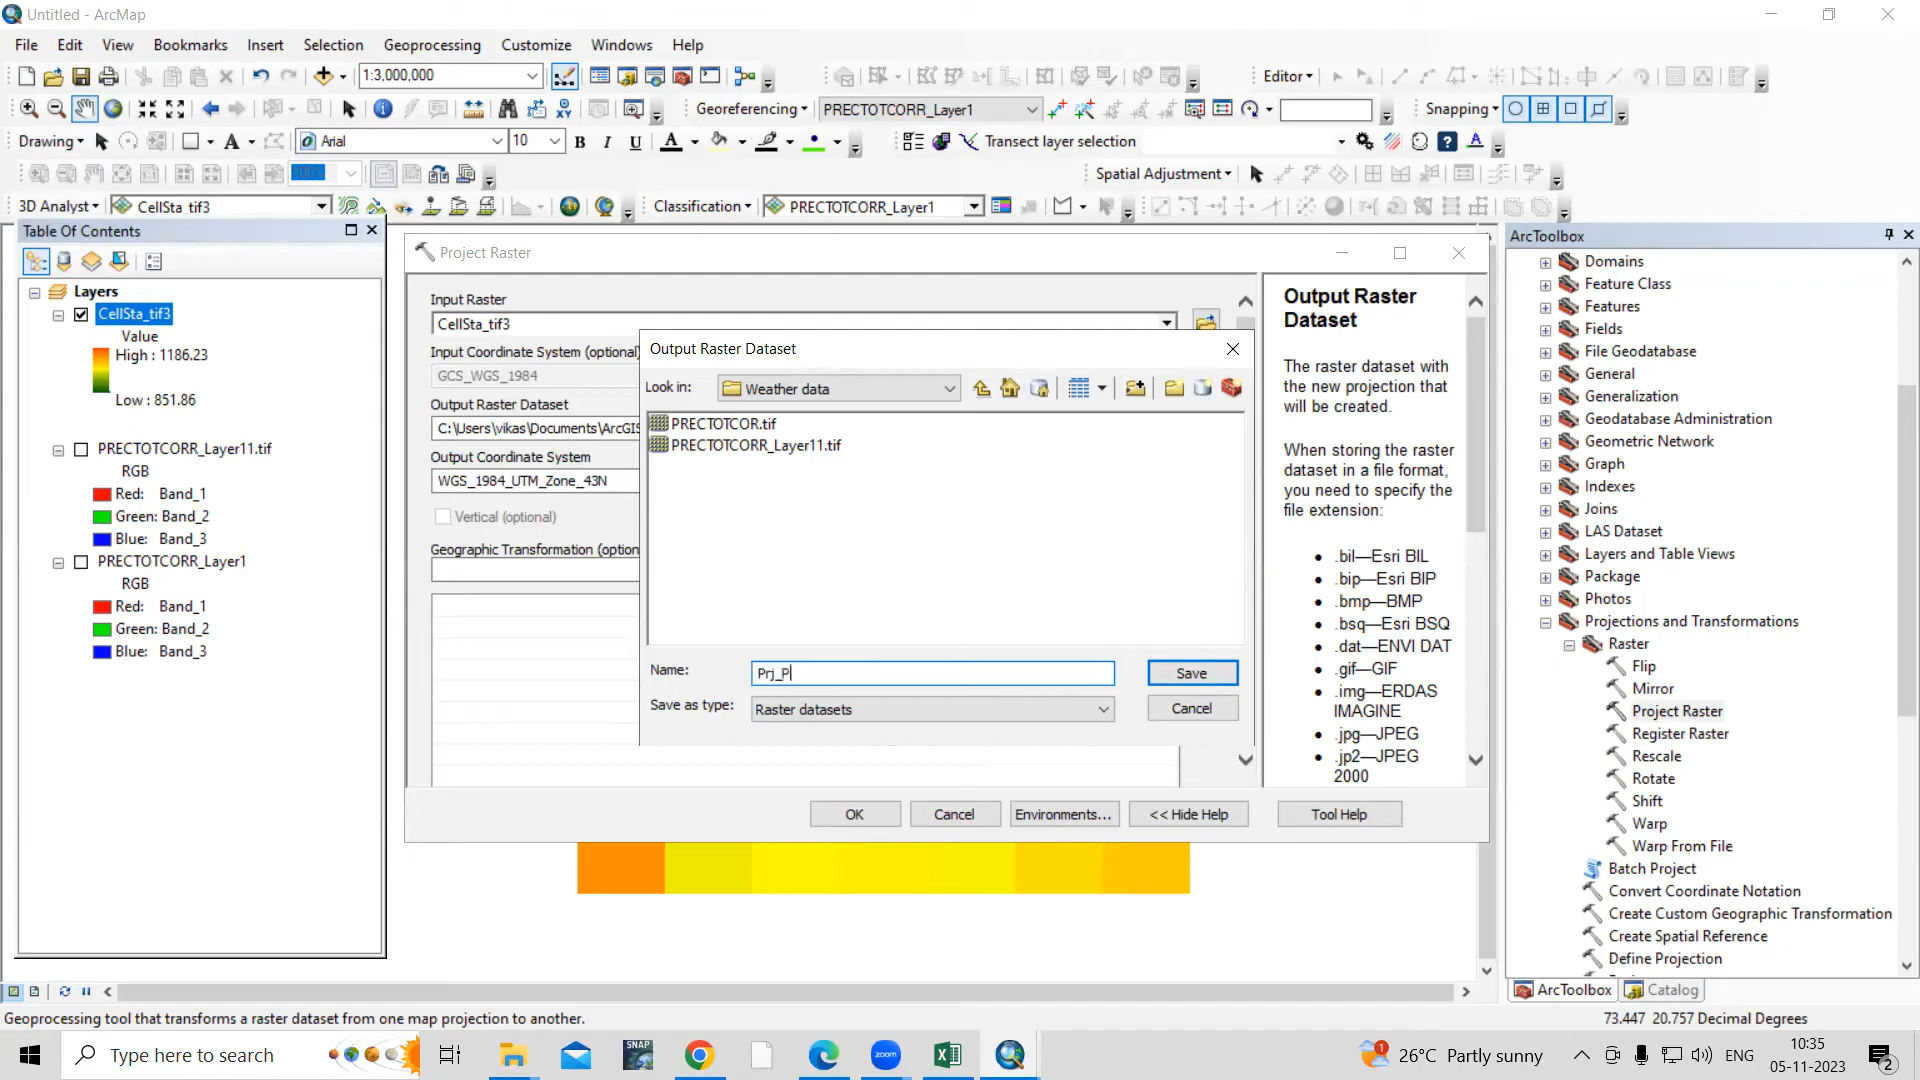 Untitled - ArcMap
File Edit View Bookmarks Insert Selection Geoprocessing Customize Windows Help
1:3,000,000
Editor
Georeferencing
PRECTOTCORR_Layer1
Snapping
Drawing
Arial
10
B I U A
Transect layer selection
Spatial Adjustment
3D Analyst
CellSta tif3
Classification
PRECTOTCORR_Layer1
Table Of Contents
Layers
CellSta_tif3
Value
High : 1186.23
Low : 851.86
PRECTOTCORR_Layer11.tif
RGB
Red: Band_1
Green: Band_2
Blue: Band_3
PRECTOTCORR_Layer1
RGB
Red: Band_1
Green: Band_2
Blue: Band_3
Project Raster
Input Raster
CellSta_tif3
Input Coordinate System (optional)
GCS_WGS_1984
Output Raster Dataset
C:\Users\vikas\Documents\ArcGIS
Output Coordinate System
WGS_1984_UTM_Zone_43N
Vertical (optional)
Geographic Transformation (option
Output Raster Dataset
Look in:
Weather data
PRECTOTCOR.tif
PRECTOTCORR_Layer11.tif
Name:
Prj_P
Save
Save as type:
Raster datasets
Cancel
OK
Cancel
Environments...
<< Hide Help
Tool Help
Output Raster
Dataset
The raster dataset with
the new projection that
will be created.
When storing the raster
dataset in a file format,
you need to specify the
file extension:
.bil—Esri BIL
.bip—Esri BIP
.bmp—BMP
.bsq—Esri BSQ
.dat—ENVI DAT
.gif—GIF
.img—ERDAS
IMAGINE
.jpg—JPEG
.jp2—JPEG
2000
ArcToolbox
Domains
Feature Class
Features
Fields
File Geodatabase
General
Generalization
Geodatabase Administration
Geometric Network
Graph
Indexes
Joins
LAS Dataset
Layers and Table Views
Package
Photos
Projections and Transformations
Raster
Flip
Mirror
Project Raster
Register Raster
Rescale
Rotate
Shift
Warp
Warp From File
Batch Project
Convert Coordinate Notation
Create Custom Geographic Transformation
Create Spatial Reference
Define Projection
ArcToolbox
Catalog
Geoprocessing tool that transforms a raster dataset from one map projection to another.
73.447 20.757 Decimal Degrees
Type here to search
SNAP
zoom
1
26°C Partly sunny
ENG
10:35
05-11-2023
2